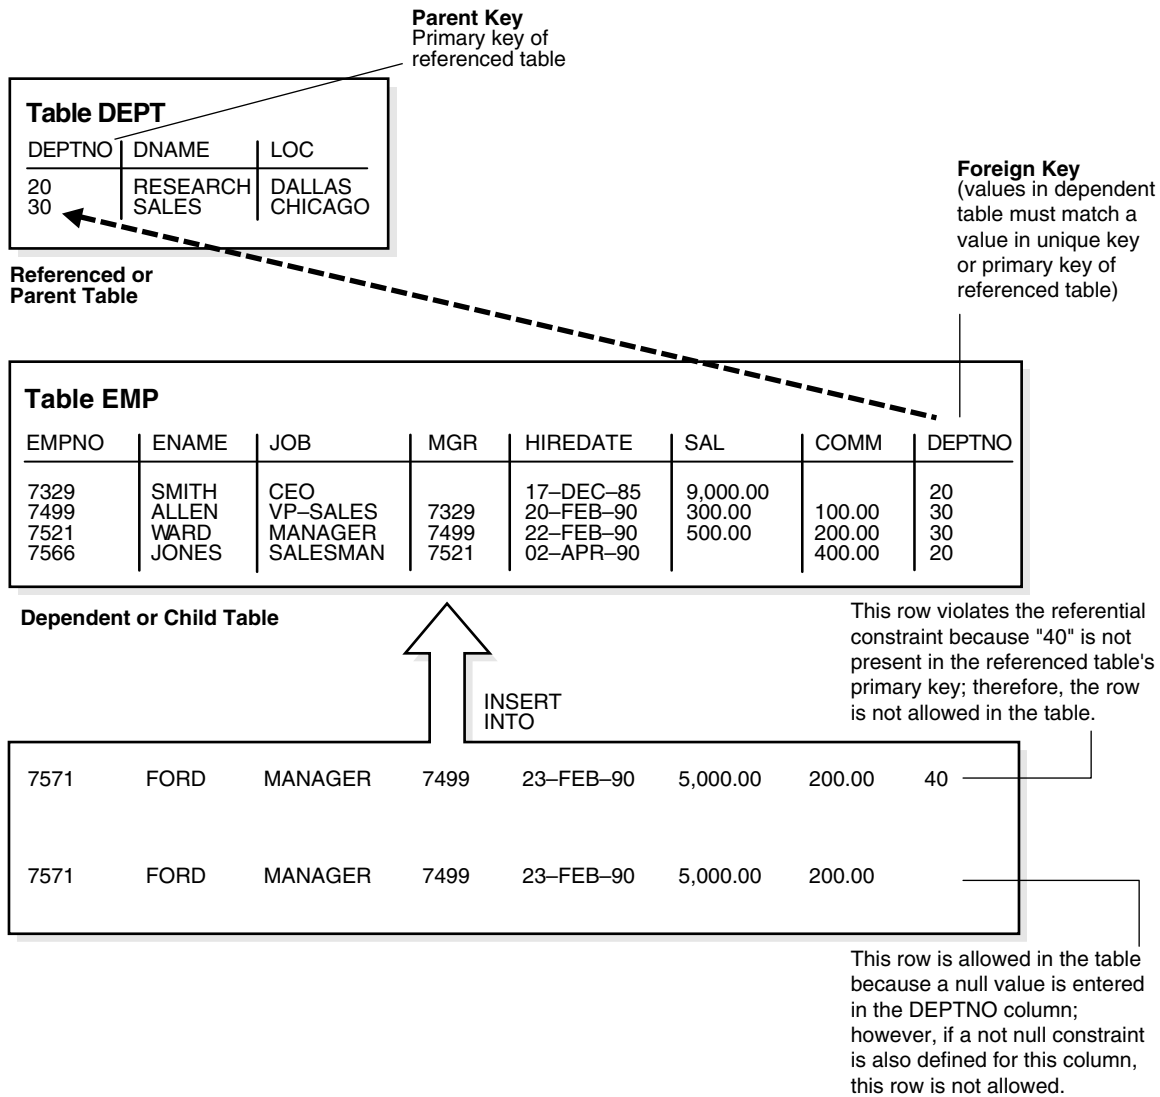 Parent Key
Primary key of
referenced table
Table DEPT
DEPTNO DNAME LOC
20 RESEARCH DALLAS
30 SALES CHICAGO
Referenced or
Parent Table
Foreign Key
(values in dependent
table must match a
value in unique key
or primary key of
referenced table)
Table EMP
EMPNO ENAME JOB MGR HIREDATE SAL COMM DEPTNO
7329 SMITH CEO 17–DEC–85 9,000.00 20
7499 ALLEN VP–SALES 7329 20–FEB–90 300.00 100.00 30
7521 WARD MANAGER 7499 22–FEB–90 500.00 200.00 30
7566 JONES SALESMAN 7521 02–APR–90 400.00 20
Dependent or Child Table
This row violates the referential
constraint because "40" is not
present in the referenced table's
primary key; therefore, the row
is not allowed in the table.
INSERT
INTO
7571 FORD MANAGER 7499 23–FEB–90 5,000.00 200.00 40
7571 FORD MANAGER 7499 23–FEB–90 5,000.00 200.00
This row is allowed in the table
because a null value is entered
in the DEPTNO column;
however, if a not null constraint
is also defined for this column,
this row is not allowed.